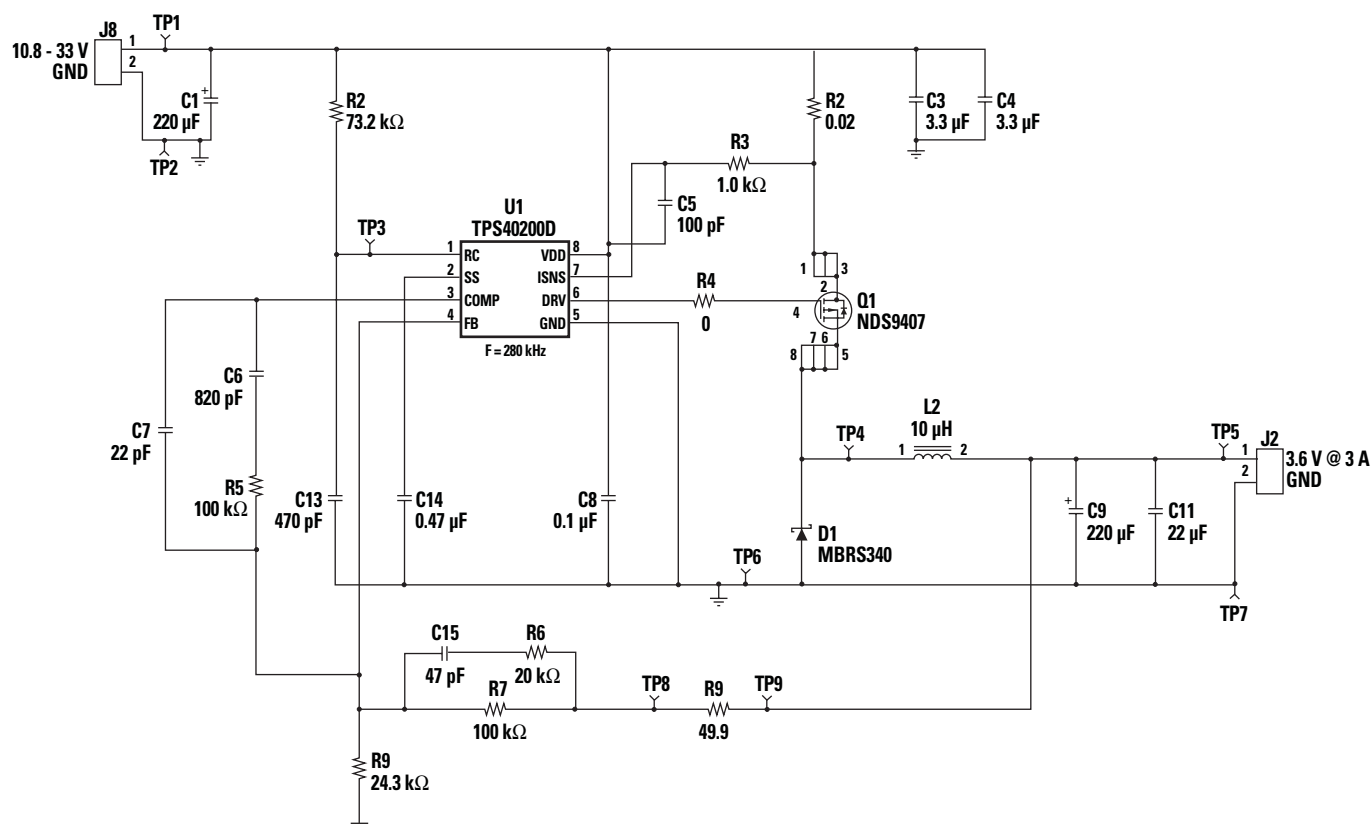 J8
TP1
10.8 - 33 V
GND
1
2
C1
220 µF
+
TP2
R2
73.2 kΩ
R2
0.02
C3
3.3 µF
C4
3.3 µF
R3
1.0 kΩ
C5
100 pF
U1
TPS40200D
TP3
1 RC
2 SS
3 COMP
4 FB
VDD 8
ISNS 7
DRV 6
GND 5
F = 280 kHz
R4
0
1
3
2
4
Q1
NDS9407
8
7
6
5
C6
820 pF
C7
22 pF
R5
100 kΩ
C13
470 pF
C14
0.47 µF
C8
0.1 µF
L2
10 µH
TP4
1
2
TP5
J2
1
2
3.6 V @ 3 A
GND
D1
MBRS340
+
C9
220 µF
C11
22 µF
TP6
TP7
C15
47 pF
R6
20 kΩ
R7
100 kΩ
TP8
R9
49.9
TP9
R9
24.3 kΩ